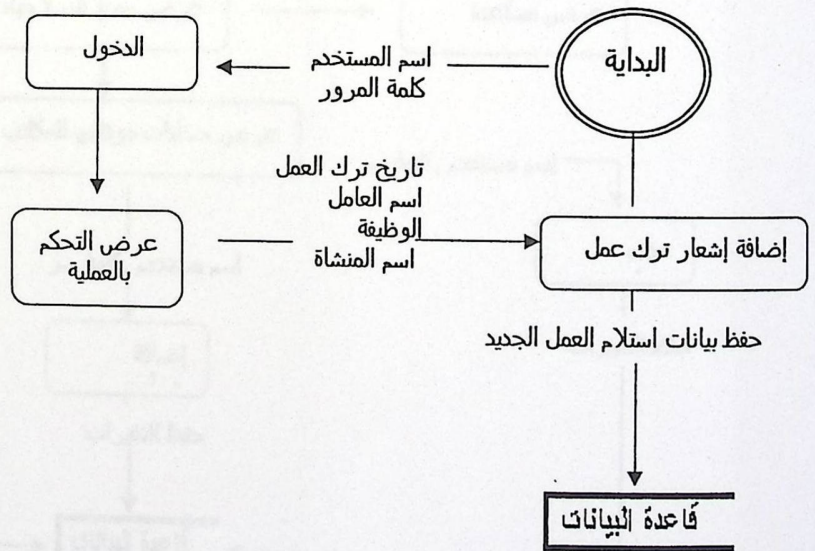 البداية
اسم المستخدم
كلمة المرور
الدخول
تاريخ ترك العمل
اسم العامل
الوظيفة
اسم المنشاة
عرض التحكم
بالعملية
إضافة إشعار ترك عمل
حفظ بيانات استلام العمل الجديد
قاعدة البيانات